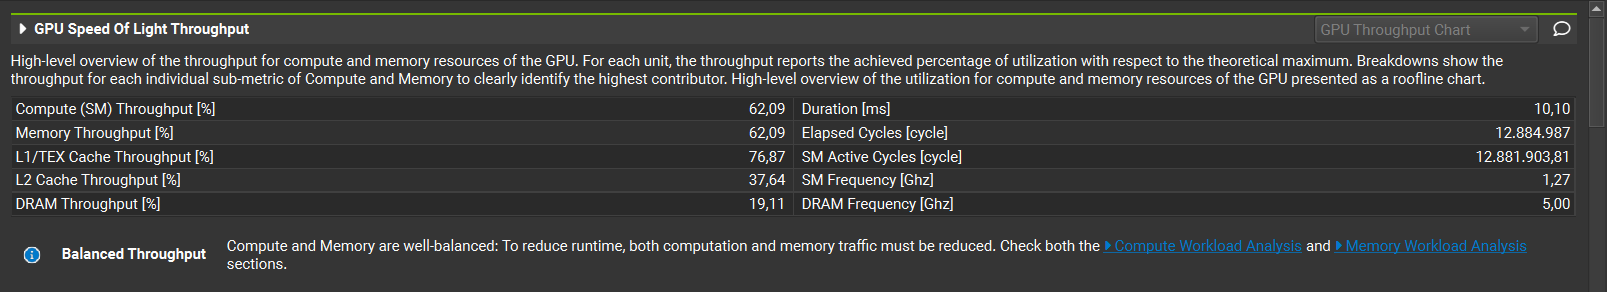 GPU Speed Of Light Throughput
GPU Throughput Chart
High-level overview of the throughput for compute and memory resources of the GPU. For each unit, the throughput reports the achieved percentage of utilization with respect to the theoretical maximum. Breakdowns show the
throughput for each individual sub-metric of Compute and Memory to clearly identify the highest contributor. High-level overview of the utilization for compute and memory resources of the GPU presented as a roofline chart.
Compute (SM) Throughput [%] 62,09 Duration [ms] 10,10
Memory Throughput [%] 62,09 Elapsed Cycles [cycle] 12.884.987
L1/TEX Cache Throughput [%] 76,87 SM Active Cycles [cycle] 12.881.903,81
L2 Cache Throughput [%] 37,64 SM Frequency [Ghz] 1,27
DRAM Throughput [%] 19,11 DRAM Frequency [Ghz] 5,00
Balanced Throughput
Compute and Memory are well-balanced: To reduce runtime, both computation and memory traffic must be reduced. Check both the Compute Workload Analysis and Memory Workload Analysis
sections.